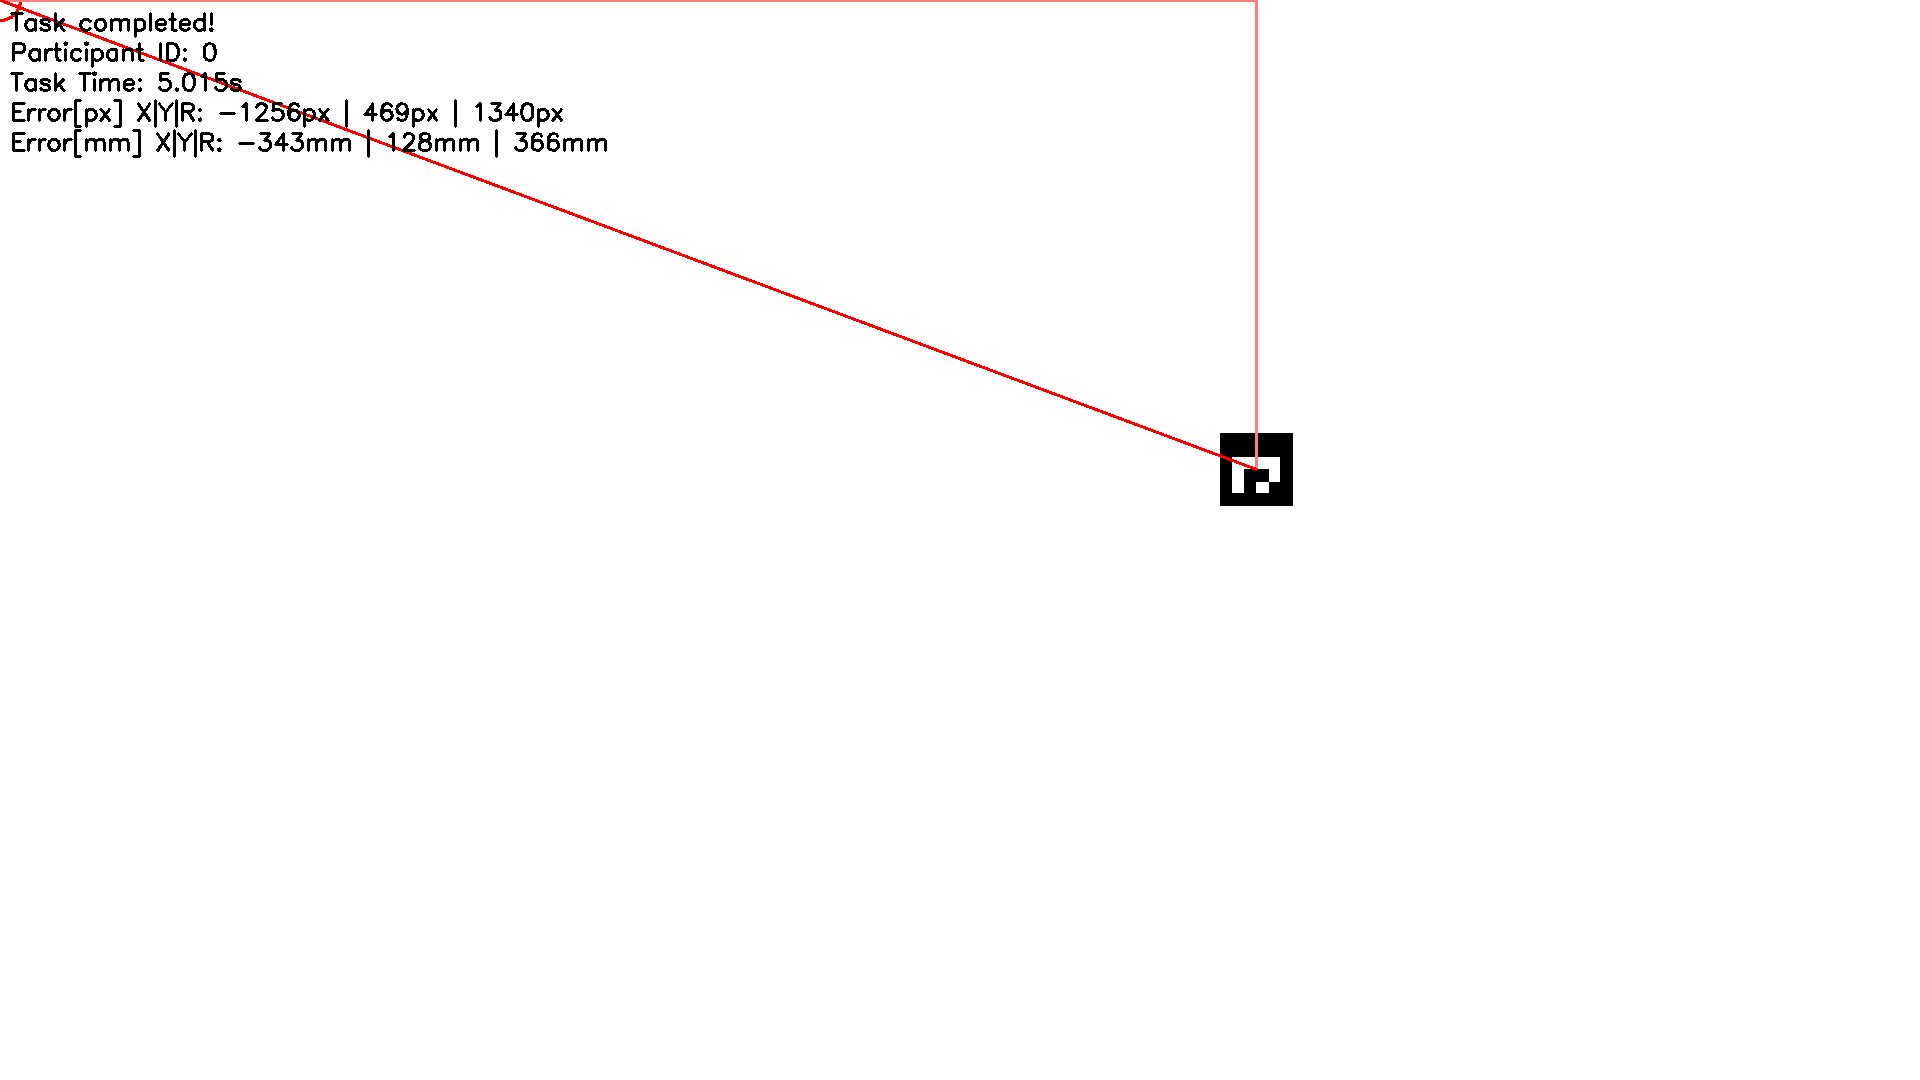 Task completed!
Participant ID: 0
Task Time: 5.015s
Error[px] X|Y|R: -1256px | 469px | 1340px
Error[mm] X|Y|R: -343mm | 128mm | 366mm